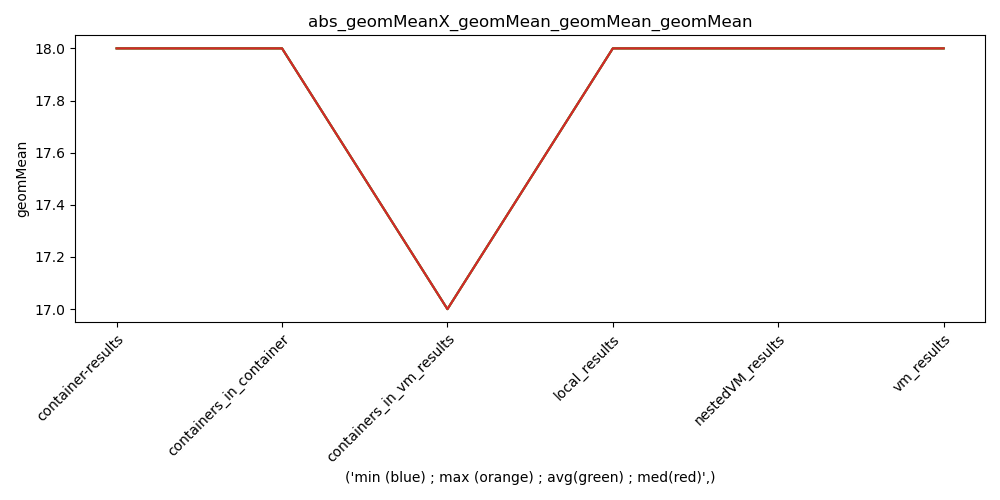 abs_geomMeanX_geomMean_geomMean_geomMean
18.0
17.8
17.6
17.4
17.2
17.0
geomMean
container-results
containers_in_container
containers_in_vm_results
local_results
nestedVM_results
vm_results
('min (blue) ; max (orange) ; avg(green) ; med(red)',)